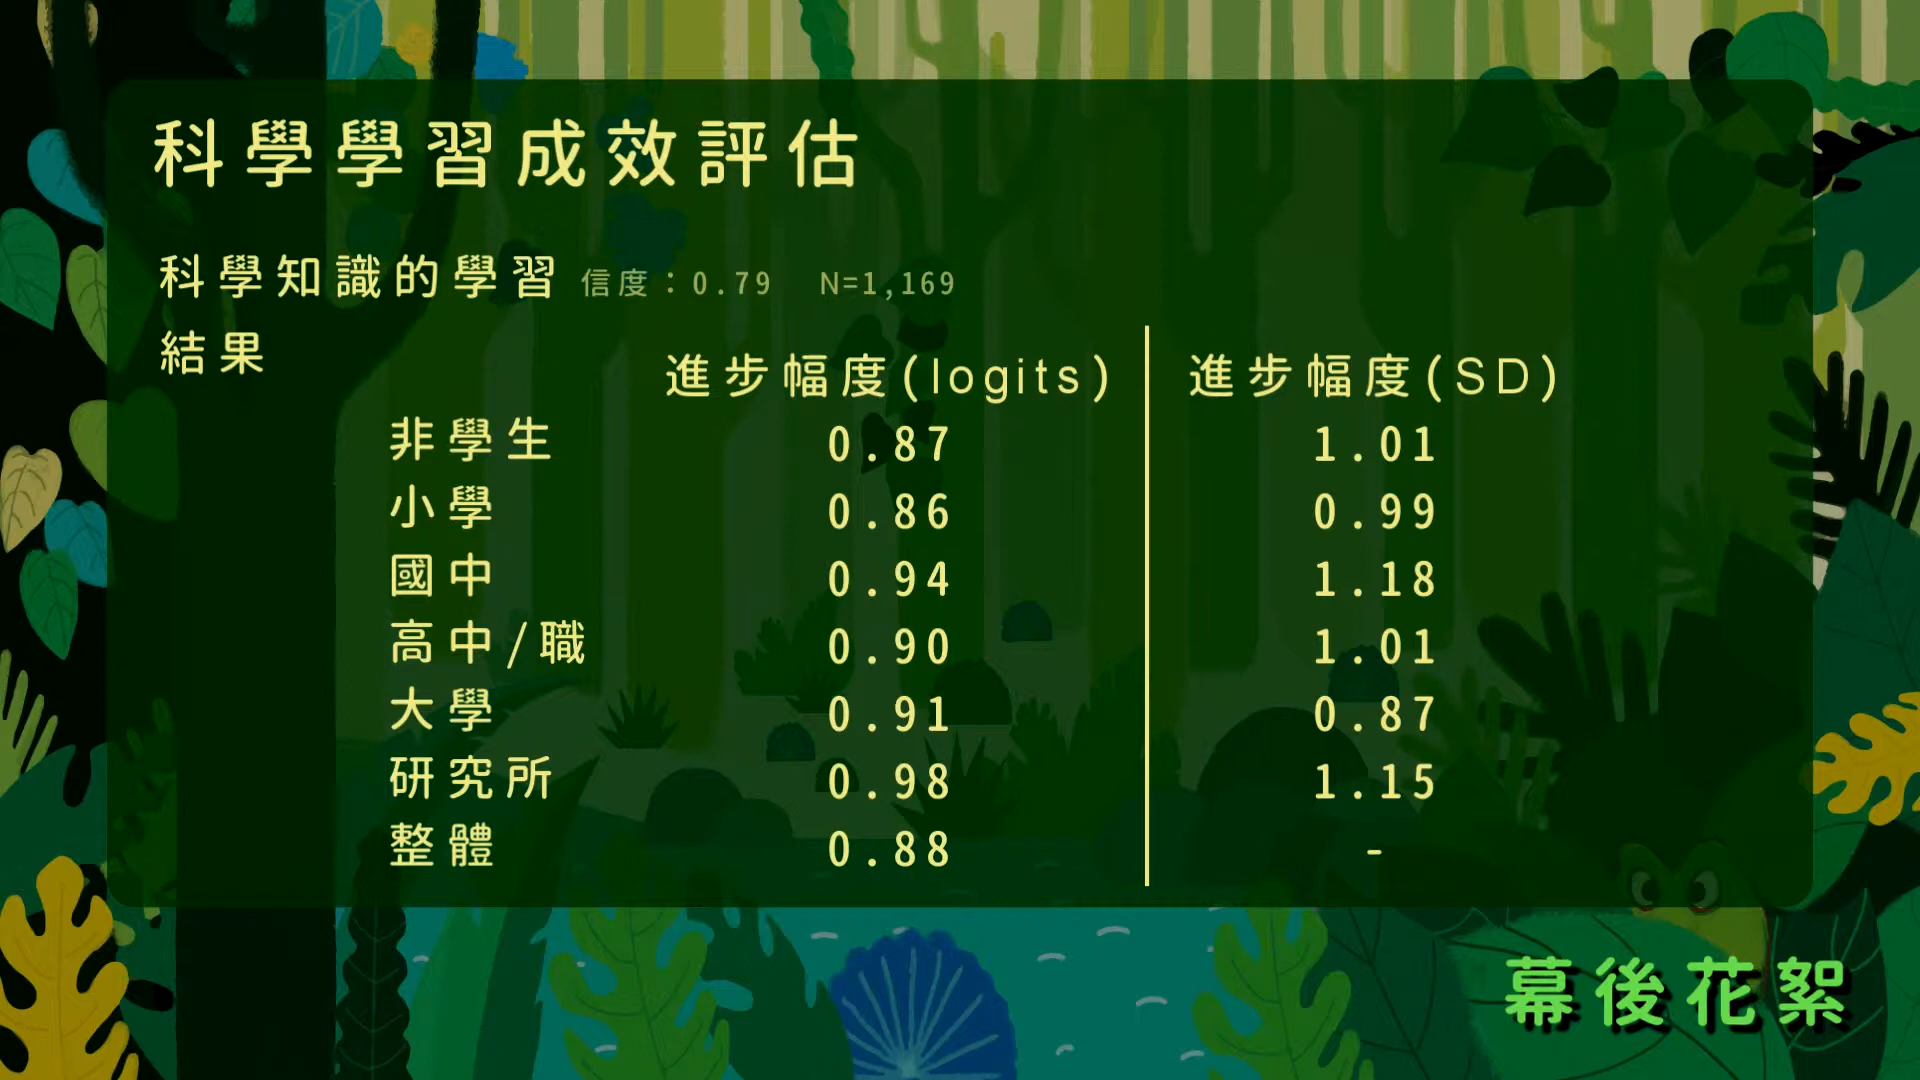 科學學習成效評估
科學知識的學習 信度：0.79 N=1,169
結果
進步幅度(logits) 進步幅度(SD)
非學生 0.87 1.01
小學 0.86 0.99
國中 0.94 1.18
高中/職 0.90 1.01
大學 0.91 0.87
研究所 0.98 1.15
整體 0.88 -
幕後花絮